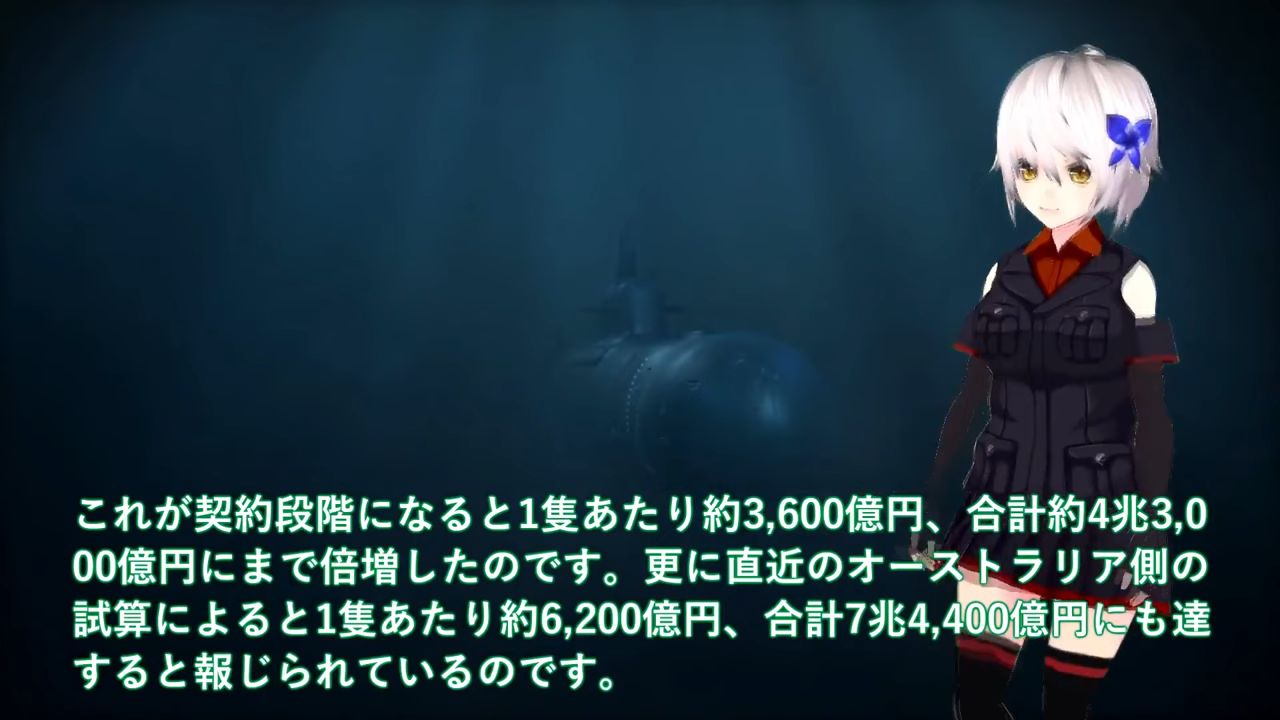 これが契約段階になると1隻あたり約3,600億円、合計約4兆3,0
00億円にまで倍増したのです。更に直近のオーストラリア側の
試算によると1隻あたり約6,200億円、合計7兆4,400億円にも達
すると報じられているのです。